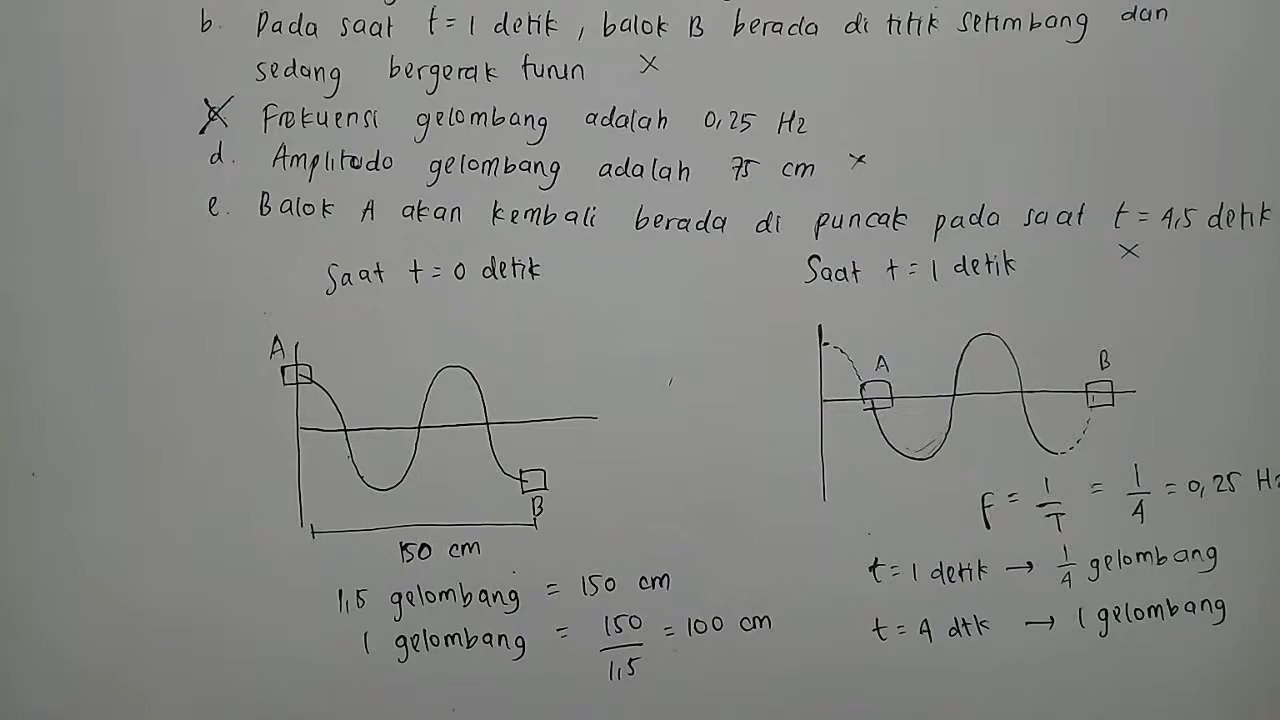 b. Pada saat t = 1 detik, balok B berada di titik setimbang dan
sedang bergerak turun x
c. Frekuensi gelombang adalah 0,25 Hz
d. Amplitudo gelombang adalah 75 cm x
e. Balok A akan kembali berada di puncak pada saat t = 4,5 detik
x
Saat t = 0 detik
Saat t = 1 detik
A
B
150 cm
1,5 gelombang = 150 cm
1 gelombang = 150/1,5 = 100 cm
A
B
F = 1/T = 1/4 = 0,25 Hz
t = 1 detik → 1/4 gelombang
t = 4 dtk → 1 gelombang